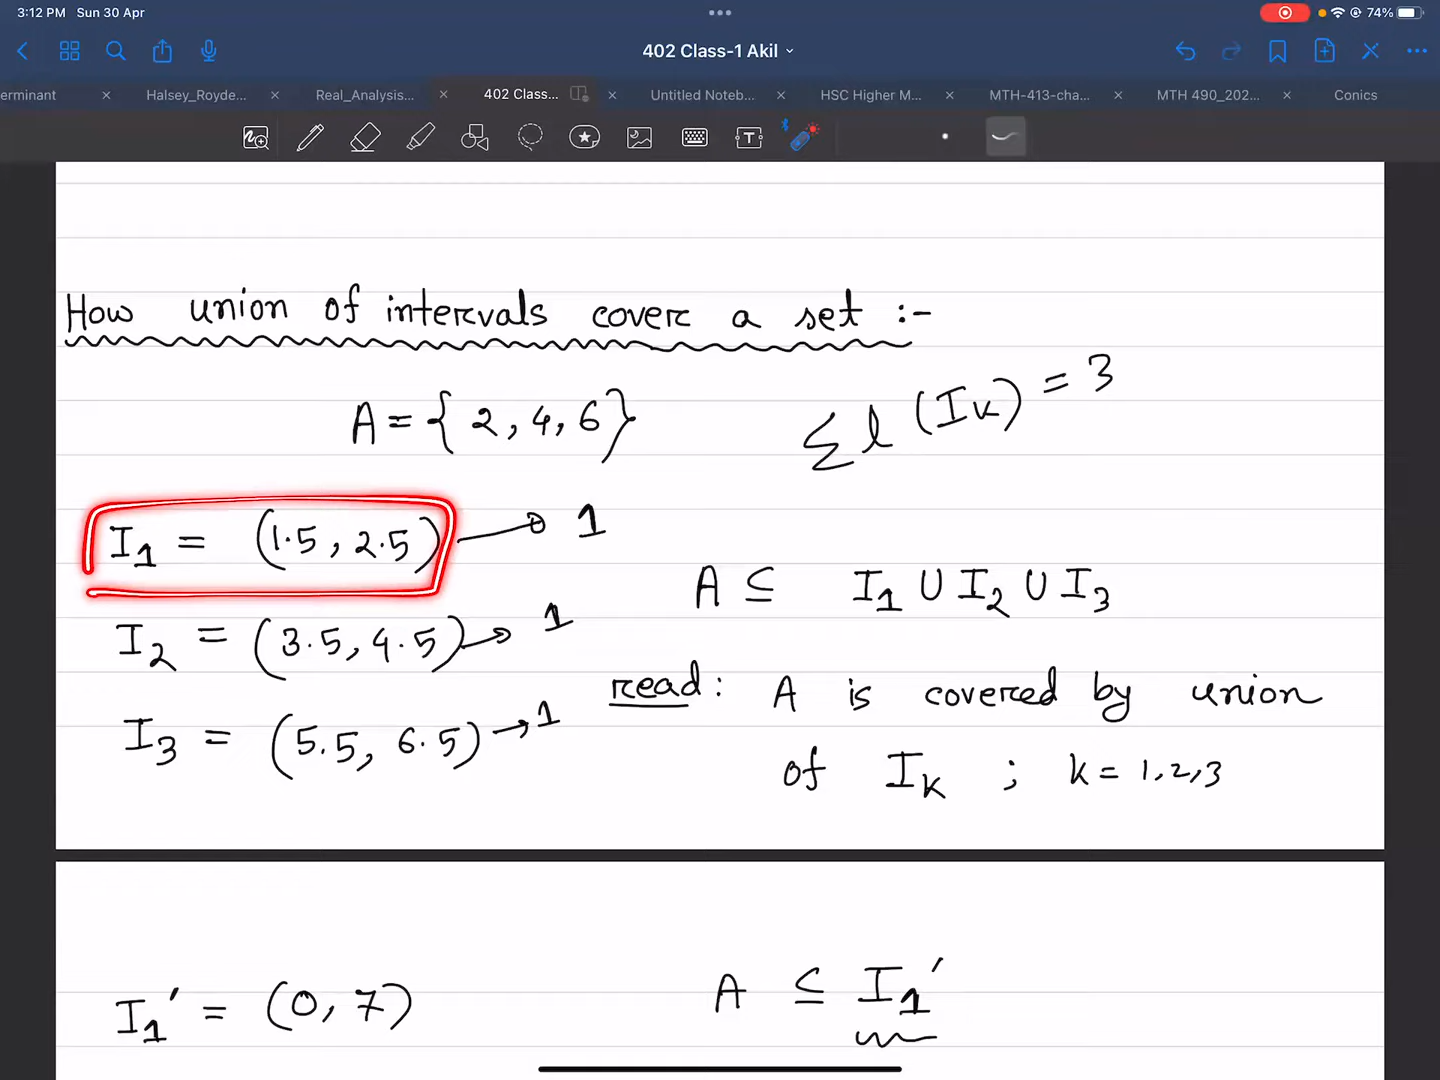 3:12 PM Sun 30 Apr
74%
402 Class-1 Akil
erminant
Halsey_Royde...
Real_Analysis...
402 Class...
Untitled Noteb...
HSC Higher M...
MTH-413-cha...
MTH 490_202...
Conics
How union of intervals cover a set :-
A = { 2, 4, 6}
∑ l (Ik) = 3
I1 = (1.5, 2.5) → 1
A ⊆ I1 ∪ I2 ∪ I3
I2 = (3.5, 4.5) → 1
read: A is covered by union
I3 = (5.5, 6.5) → 1
of Ik ; k = 1,2,3
I1′ = (0, 7)
A ⊆ I1′